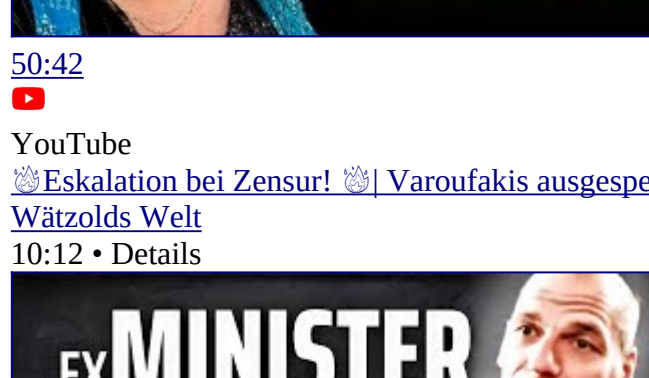 50:42
YouTube
🔥Eskalation bei Zensur! 🔥| Varoufakis ausgespe
Wätzolds Welt
10:12 • Details
EX MINISTER